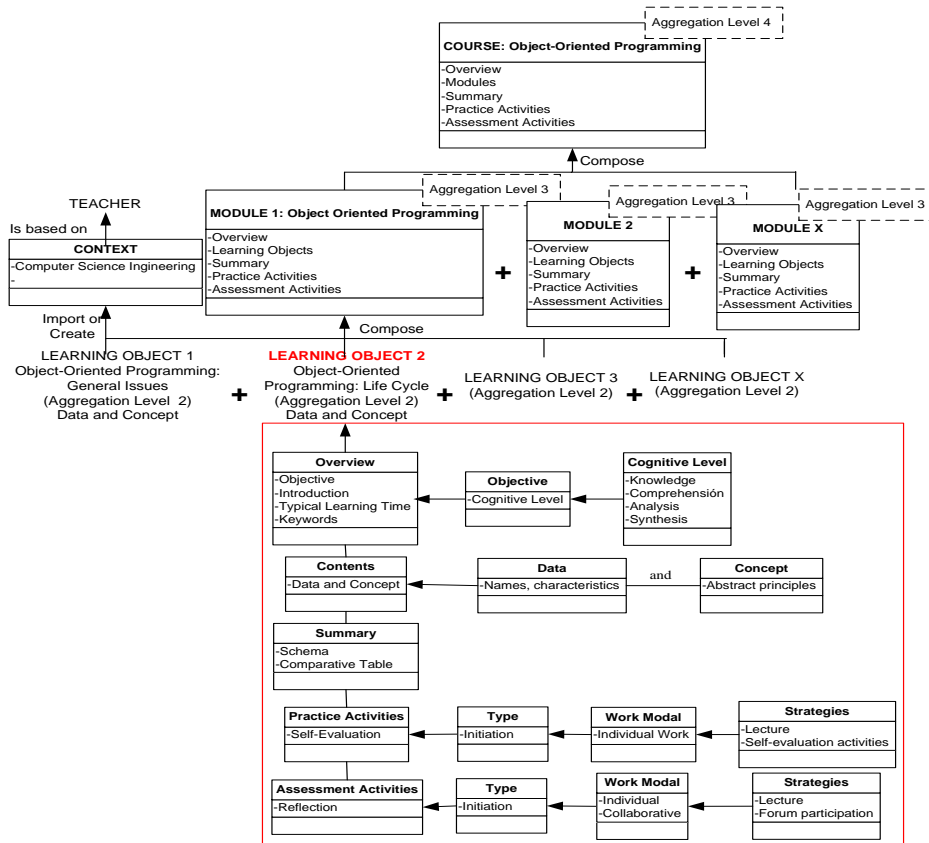 Aggregation Level 4
COURSE: Object-Oriented Programming
-Overview
-Modules
-Summary
-Practice Activities
-Assessment Activities
Compose
Aggregation Level 3
Aggregation Level 3
Aggregation Level 3
TEACHER
Is based on
CONTEXT
-Computer Science Ingineering
-
MODULE 1: Object Oriented Programming
-Overview
-Learning Objects
-Summary
-Practice Activities
-Assessment Activities
+
MODULE 2
-Overview
-Learning Objects
-Summary
-Practice Activities
-Assessment Activities
+
MODULE X
-Overview
-Learning Objects
-Summary
-Practice Activities
-Assessment Activities
Import or
Create
Compose
LEARNING OBJECT 1
Object-Oriented Programming:
General Issues
(Aggregation Level 2)
Data and Concept
+
LEARNING OBJECT 2
Object-Oriented
Programming: Life Cycle
(Aggregation Level 2)
Data and Concept
+
LEARNING OBJECT 3
(Aggregation Level 2)
+
LEARNING OBJECT X
(Aggregation Level 2)
Overview
-Objective
-Introduction
-Typical Learning Time
-Keywords
Objective
-Cognitive Level
Cognitive Level
-Knowledge
-Comprehensión
-Analysis
-Synthesis
Contents
-Data and Concept
Data
-Names, characteristics
and
Concept
-Abstract principles
Summary
-Schema
-Comparative Table
Practice Activities
-Self-Evaluation
Type
-Initiation
Work Modal
-Individual Work
Strategies
-Lecture
-Self-evaluation activities
Assessment Activities
-Reflection
Type
-Initiation
Work Modal
-Individual
-Collaborative
Strategies
-Lecture
-Forum participation